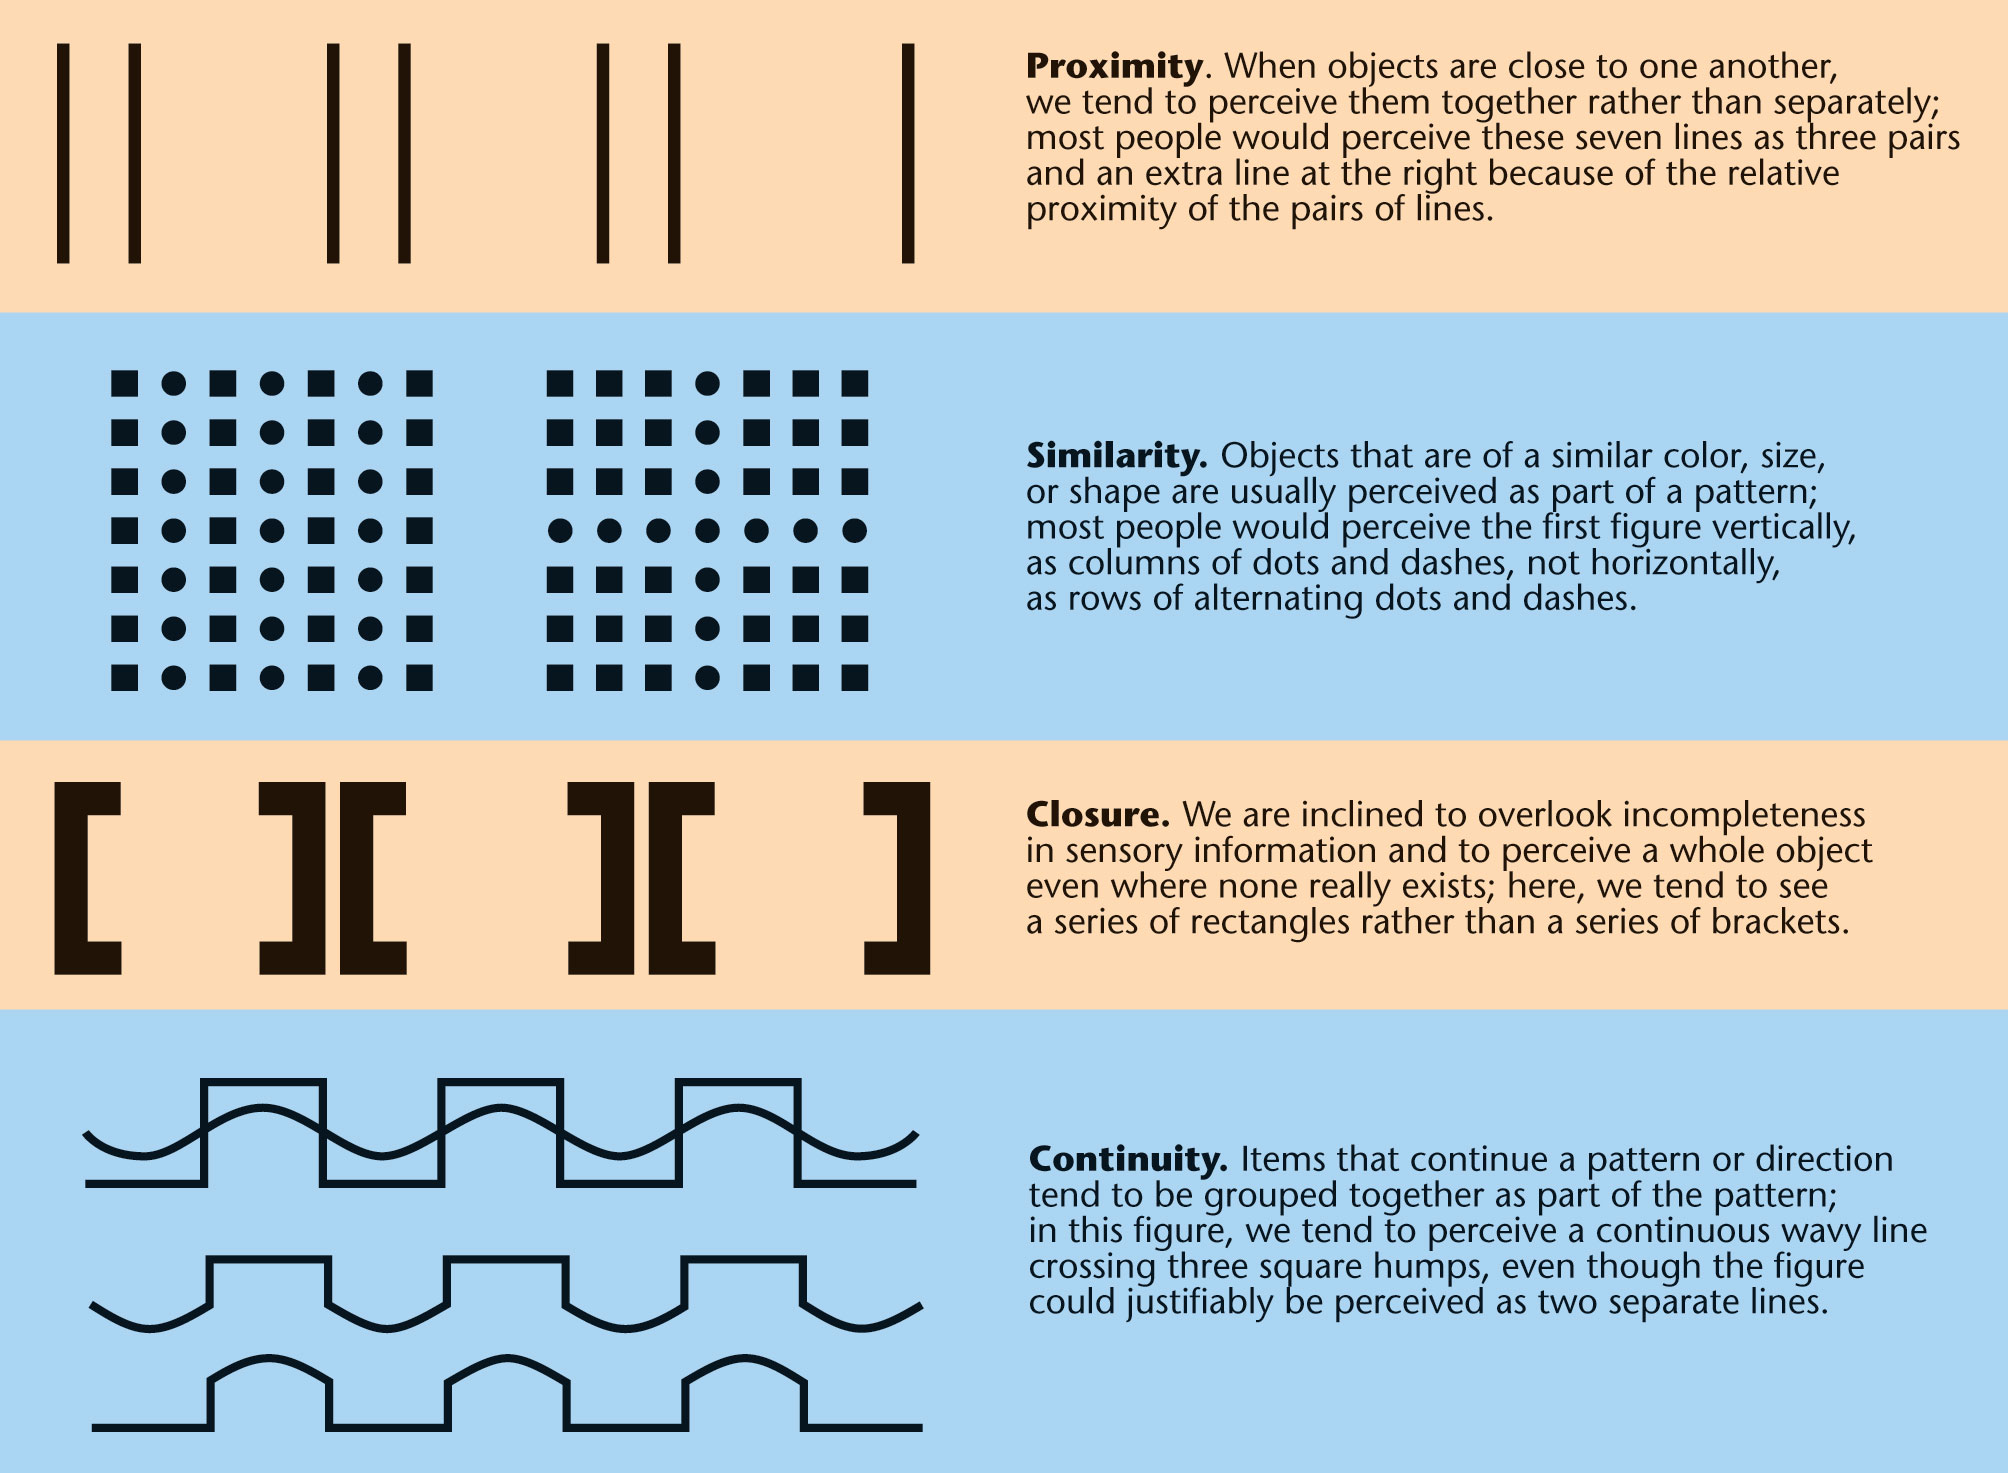 Proximity. When objects are close to one another,
we tend to perceive them together rather than separately;
most people would perceive these seven lines as three pairs
and an extra line at the right because of the relative
proximity of the pairs of lines.
Similarity. Objects that are of a similar color, size,
or shape are usually perceived as part of a pattern;
most people would perceive the first figure vertically,
as columns of dots and dashes, not horizontally,
as rows of alternating dots and dashes.
Closure. We are inclined to overlook incompleteness
in sensory information and to perceive a whole object
even where none really exists; here, we tend to see
a series of rectangles rather than a series of brackets.
Continuity. Items that continue a pattern or direction
tend to be grouped together as part of the pattern;
in this figure, we tend to perceive a continuous wavy line
crossing three square humps, even though the figure
could justifiably be perceived as two separate lines.